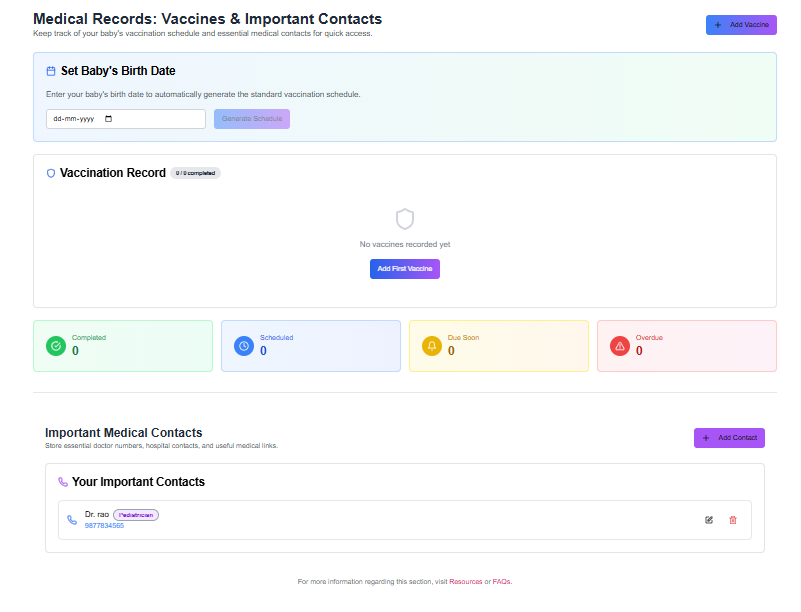 Medical Records: Vaccines & Important Contacts
Keep track of your baby's vaccination schedule and essential medical contacts for quick access.
+ Add Vaccine
Set Baby's Birth Date
Enter your baby's birth date to automatically generate the standard vaccination schedule.
dd-mm-yyyy
Generate Schedule
Vaccination Record
0 / 0 completed
No vaccines recorded yet
Add First Vaccine
Completed
0
Scheduled
0
Due Soon
0
Overdue
0
Important Medical Contacts
Store essential doctor numbers, hospital contacts, and useful medical links.
+ Add Contact
Your Important Contacts
Dr. rao Pediatrician
9877834565
For more information regarding this section, visit Resources or FAQs.